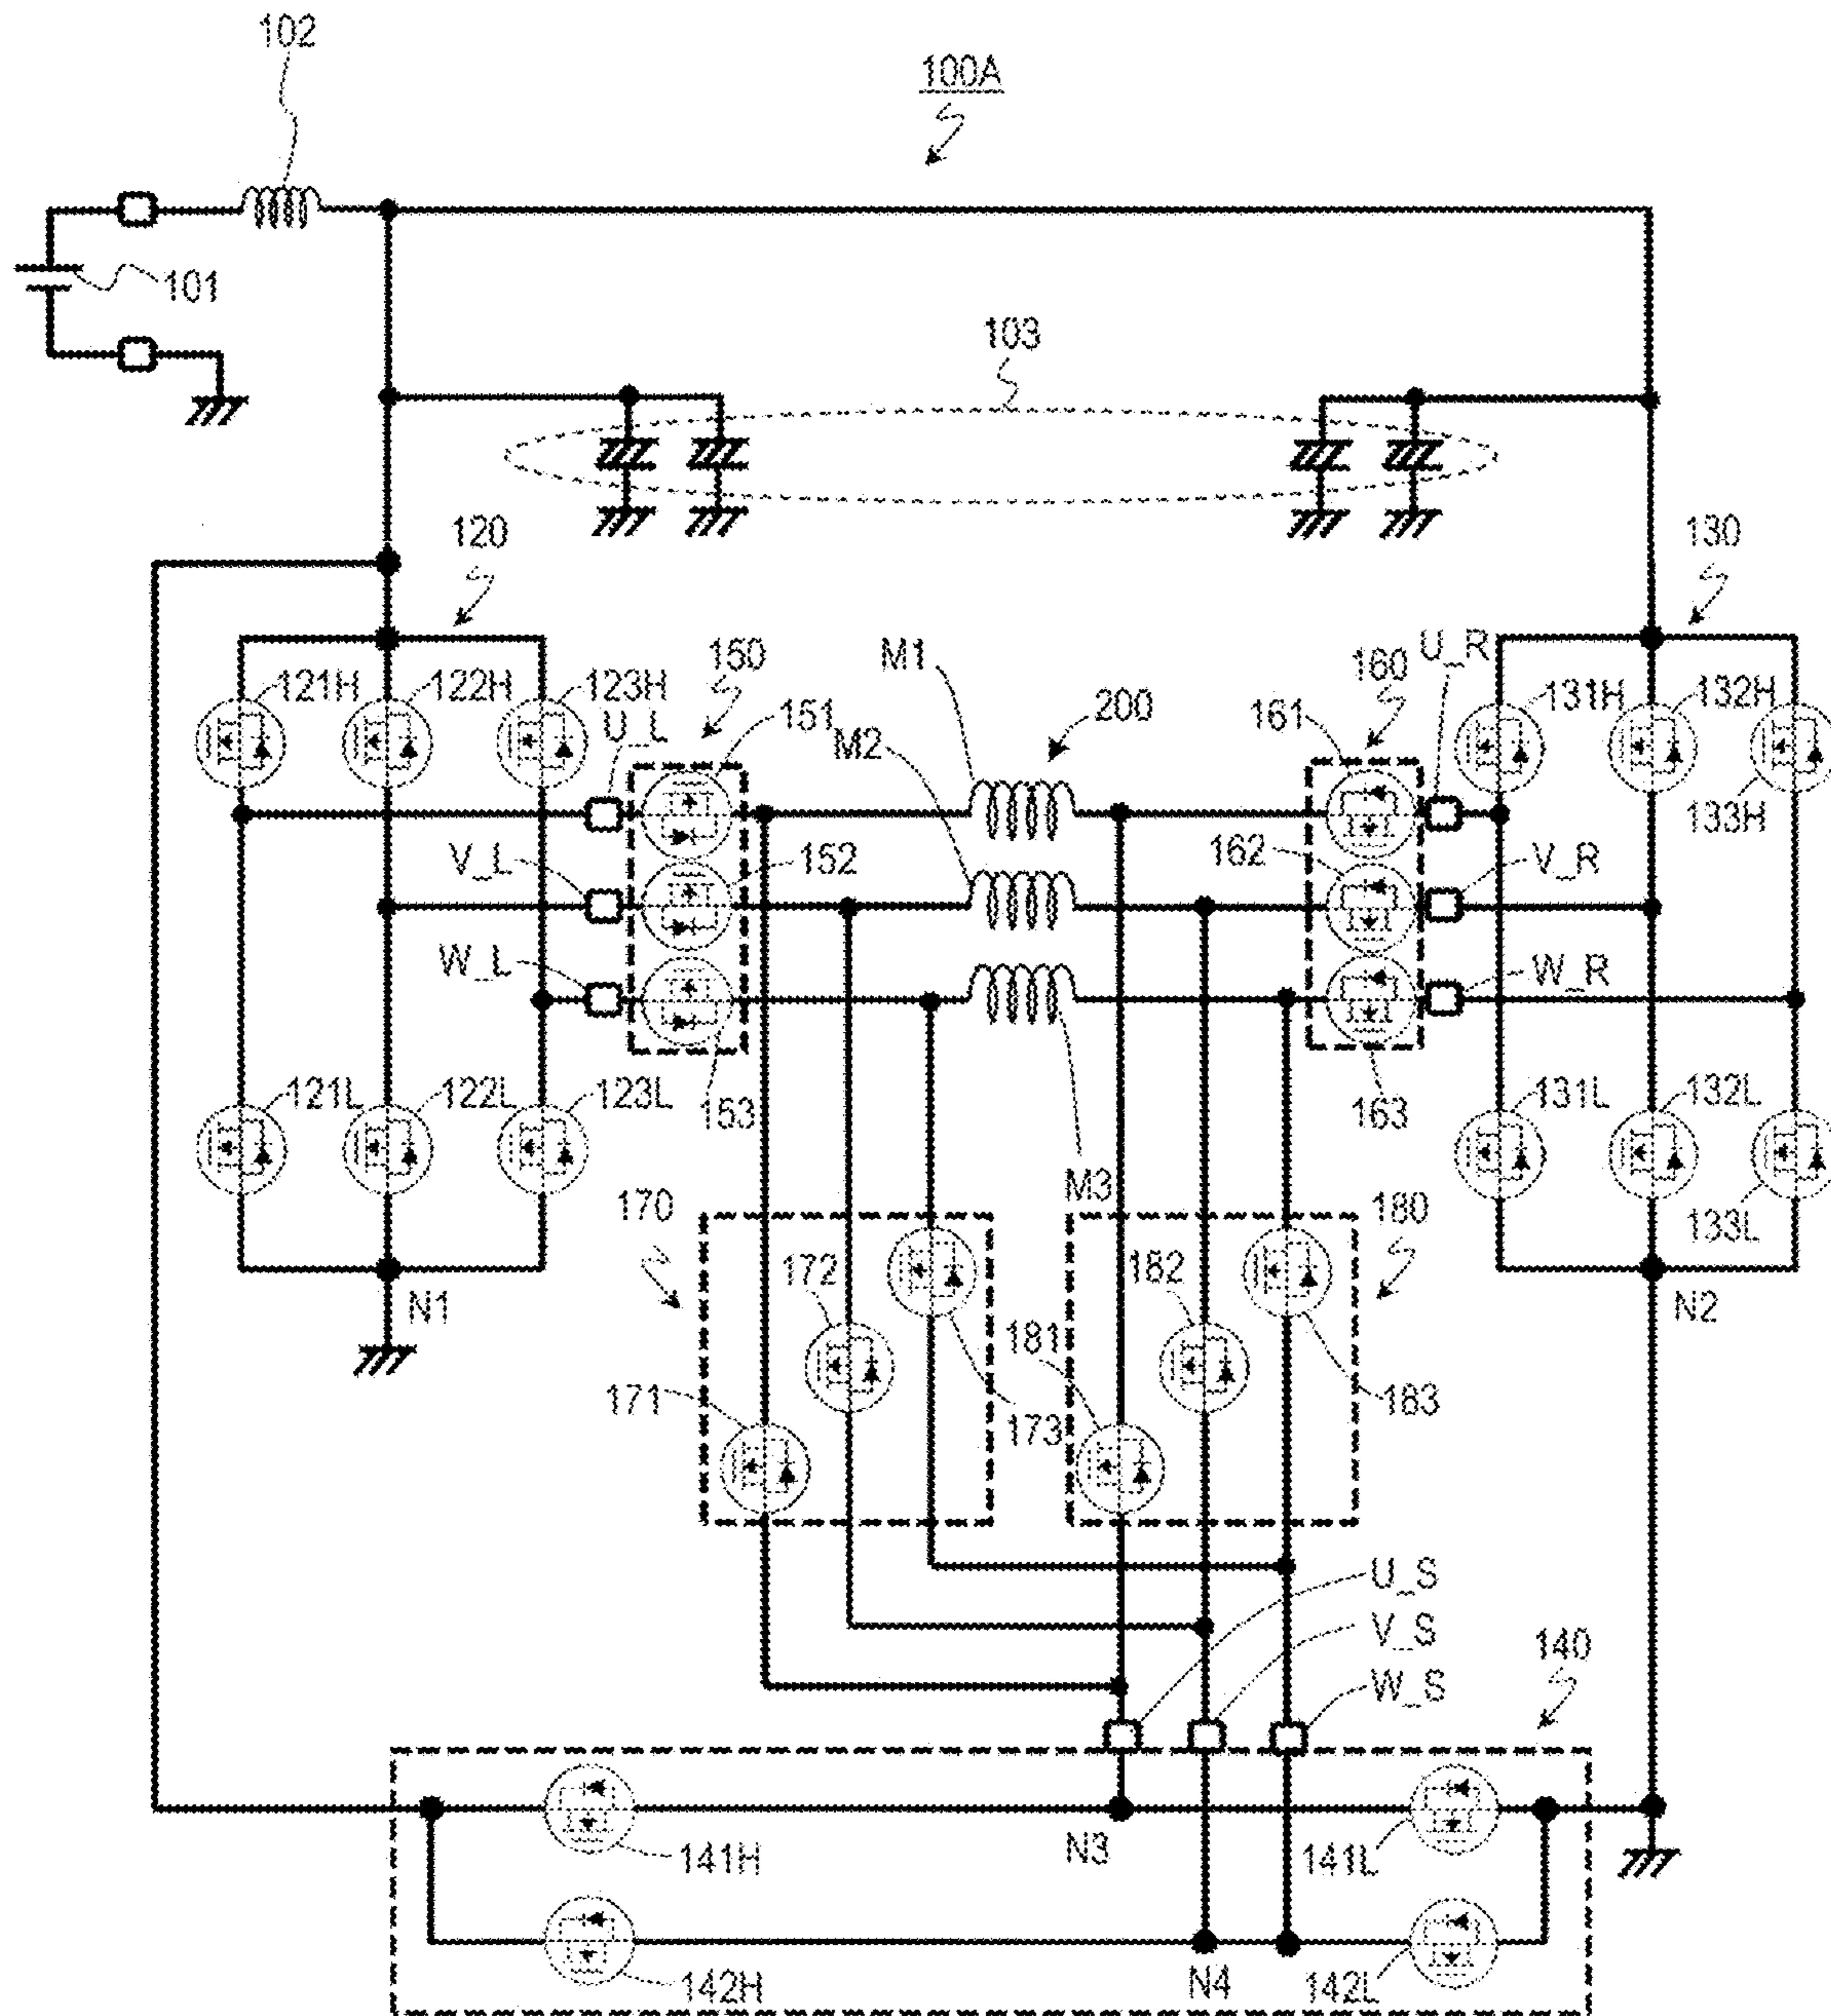 102
100A
101
103
120
130
121H
122H
123H
150
M1
160
U_R
131H
132H
U_L
151
M2
200
161
133H
V_L
152
162
V_R
W_L
W_R
121L
122L
123L
153
163
131L
132L
M3
170
180
133L
172
182
N1
N2
181
171
173
183
U_S
V_S
140
W_S
141H
N3
141L
142H
N4
142L